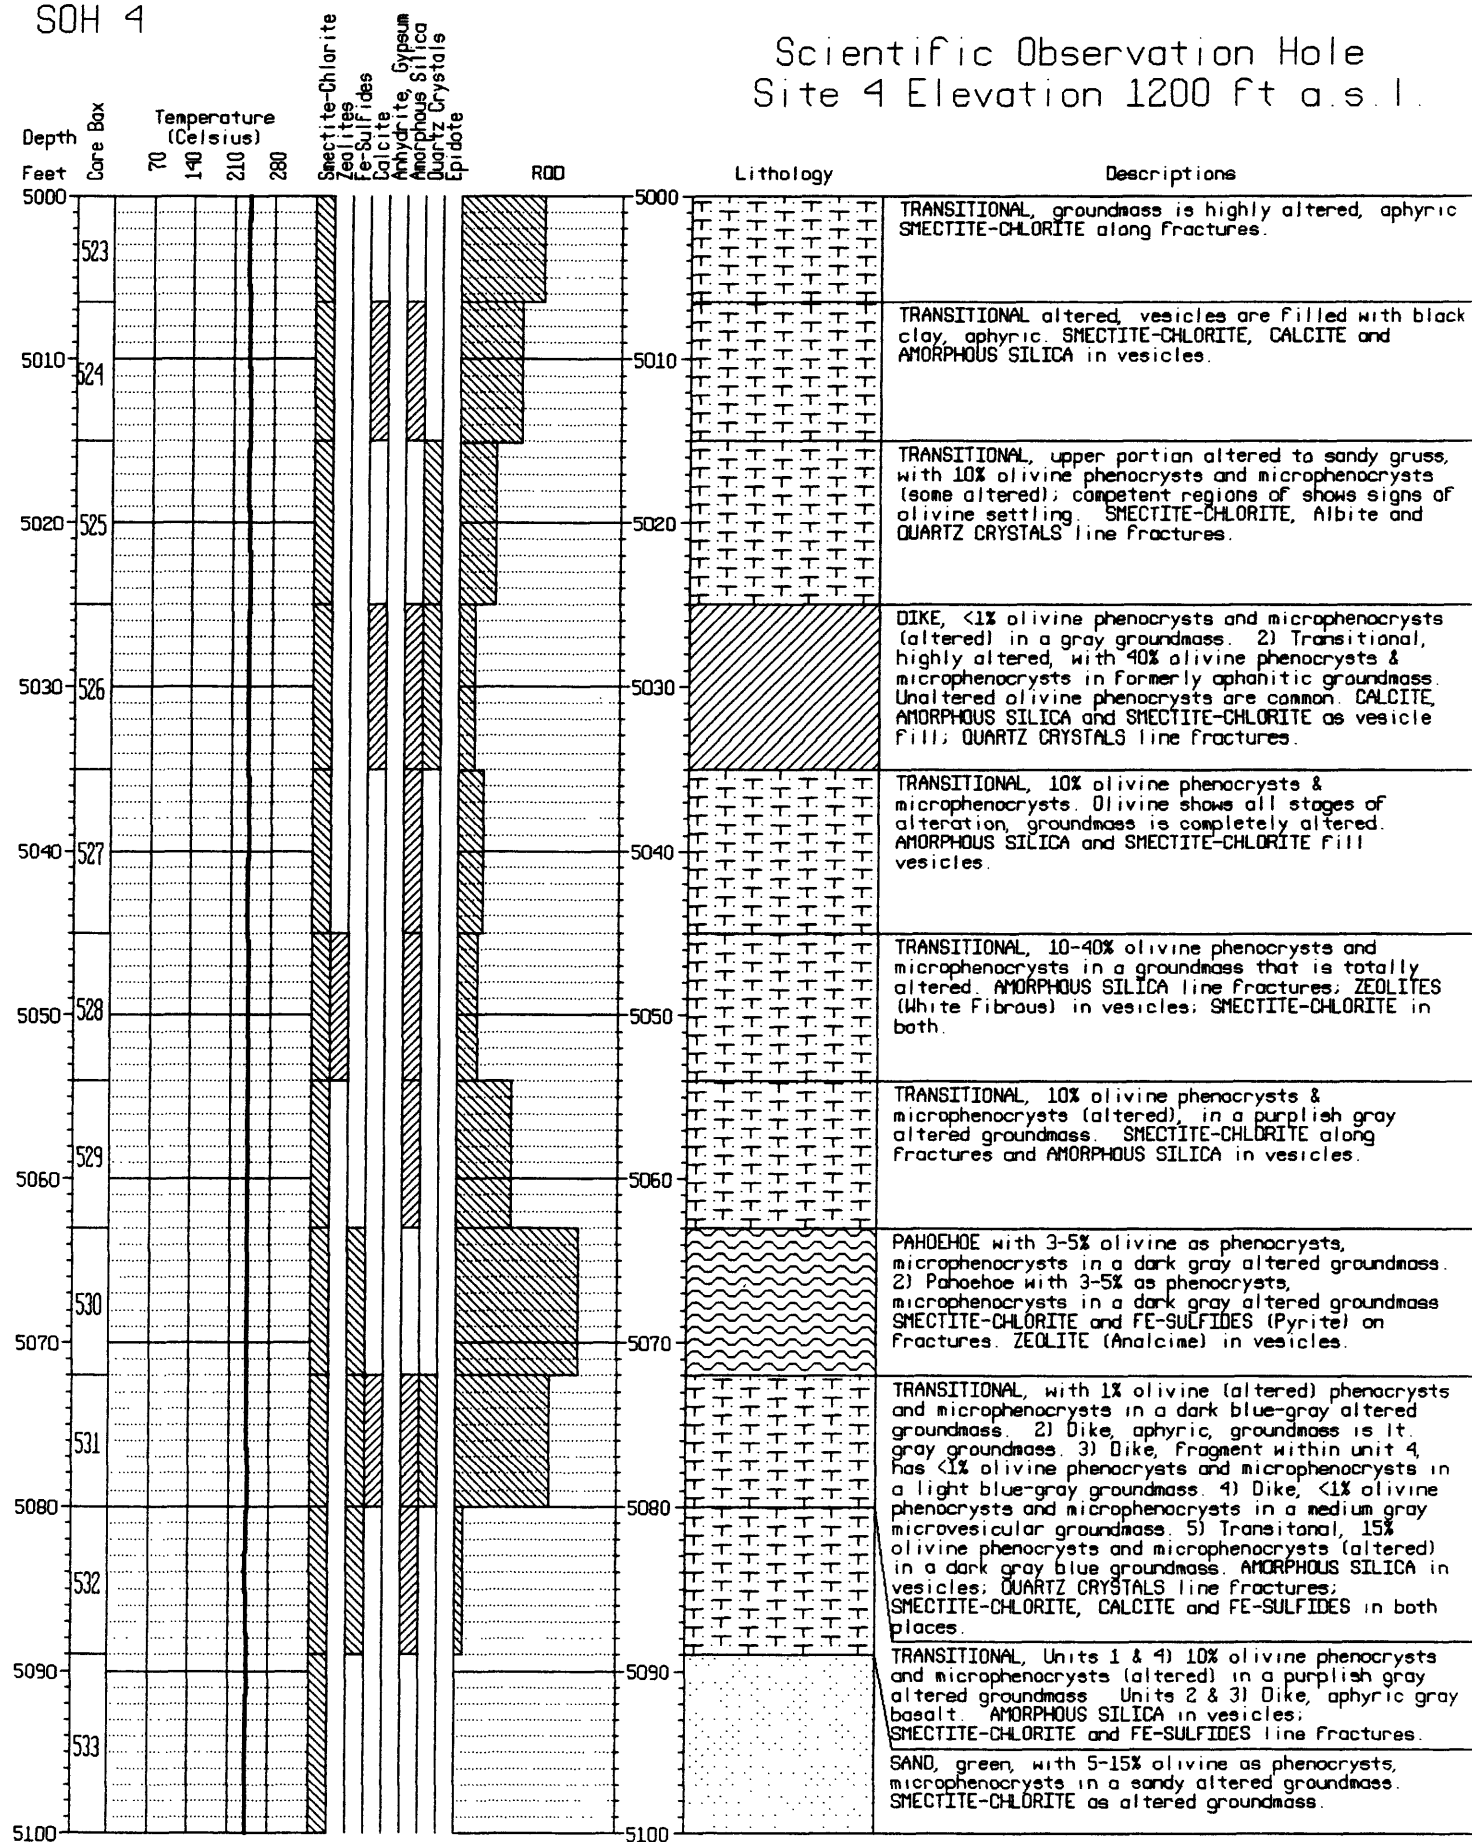 SOH 4
Scientific Observation Hole
Site 4 Elevation 1200 ft a.s.l.
Depth
Feet
Core Box
Temperature
(Celsius)
70
140
210
280
Smectite-Chlorite
Zeolites
Fe-Sulfides
Calcite
Anhydrite, Gypsum
Amorphous Silica
Quartz Crystals
Epidote
RQD
Lithology
Descriptions
5000
5010
5020
5030
5040
5050
5060
5070
5080
5090
5100
523
524
525
526
527
528
529
530
531
532
533
5000
5010
5020
5030
5040
5050
5060
5070
5080
5090
5100
TRANSITIONAL, groundmass is highly altered, aphyric
SMECTITE-CHLORITE along fractures.
TRANSITIONAL altered, vesicles are filled with black
clay, aphyric. SMECTITE-CHLORITE, CALCITE and
AMORPHOUS SILICA in vesicles.
TRANSITIONAL, upper portion altered to sandy gruss,
with 10% olivine phenocrysts and microphenocrysts
(some altered); competent regions of shows signs of
olivine settling. SMECTITE-CHLORITE, Albite and
QUARTZ CRYSTALS line fractures.
DIKE, <1% olivine phenocrysts and microphenocrysts
(altered) in a gray groundmass. 2) Transitional,
highly altered, with 40% olivine phenocrysts &
microphenocrysts in formerly aphanitic groundmass.
Unaltered olivine phenocrysts are common. CALCITE,
AMORPHOUS SILICA and SMECTITE-CHLORITE as vesicle
fill; QUARTZ CRYSTALS line fractures.
TRANSITIONAL, 10% olivine phenocrysts &
microphenocrysts. Olivine shows all stages of
alteration, groundmass is completely altered.
AMORPHOUS SILICA and SMECTITE-CHLORITE fill
vesicles.
TRANSITIONAL, 10-40% olivine phenocrysts and
microphenocrysts in a groundmass that is totally
altered. AMORPHOUS SILICA line fractures; ZEOLITES
(White Fibrous) in vesicles; SMECTITE-CHLORITE in
both.
TRANSITIONAL, 10% olivine phenocrysts &
microphenocrysts (altered), in a purplish gray
altered groundmass. SMECTITE-CHLORITE along
fractures and AMORPHOUS SILICA in vesicles.
PAHOEHOE with 3-5% olivine as phenocrysts,
microphenocrysts in a dark gray altered groundmass.
2) Pahoehoe with 3-5% as phenocrysts,
microphenocrysts in a dark gray altered groundmass
SMECTITE-CHLORITE and FE-SULFIDES (Pyrite) on
fractures. ZEOLITE (Analcime) in vesicles.
TRANSITIONAL, with 1% olivine (altered) phenocrysts
and microphenocrysts in a dark blue-gray altered
groundmass. 2) Dike, aphyric, groundmass is lt.
gray groundmass. 3) Dike, fragment within unit 4,
has <1% olivine phenocrysts and microphenocrysts in
a light blue-gray groundmass. 4) Dike, <1% olivine
phenocrysts and microphenocrysts in a medium gray
microvesicular groundmass. 5) Transitonal, 15%
olivine phenocrysts and microphenocrysts (altered)
in a dark gray blue groundmass. AMORPHOUS SILICA in
vesicles; QUARTZ CRYSTALS line fractures;
SMECTITE-CHLORITE, CALCITE and FE-SULFIDES in both
places.
TRANSITIONAL, Units 1 & 4) 10% olivine phenocrysts
and microphenocrysts (altered) in a purplish gray
altered groundmass Units 2 & 3) Dike, aphyric gray
basalt. AMORPHOUS SILICA in vesicles;
SMECTITE-CHLORITE and FE-SULFIDES line fractures.
SAND, green, with 5-15% olivine as phenocrysts,
microphenocrysts in a sandy altered groundmass.
SMECTITE-CHLORITE as altered groundmass.